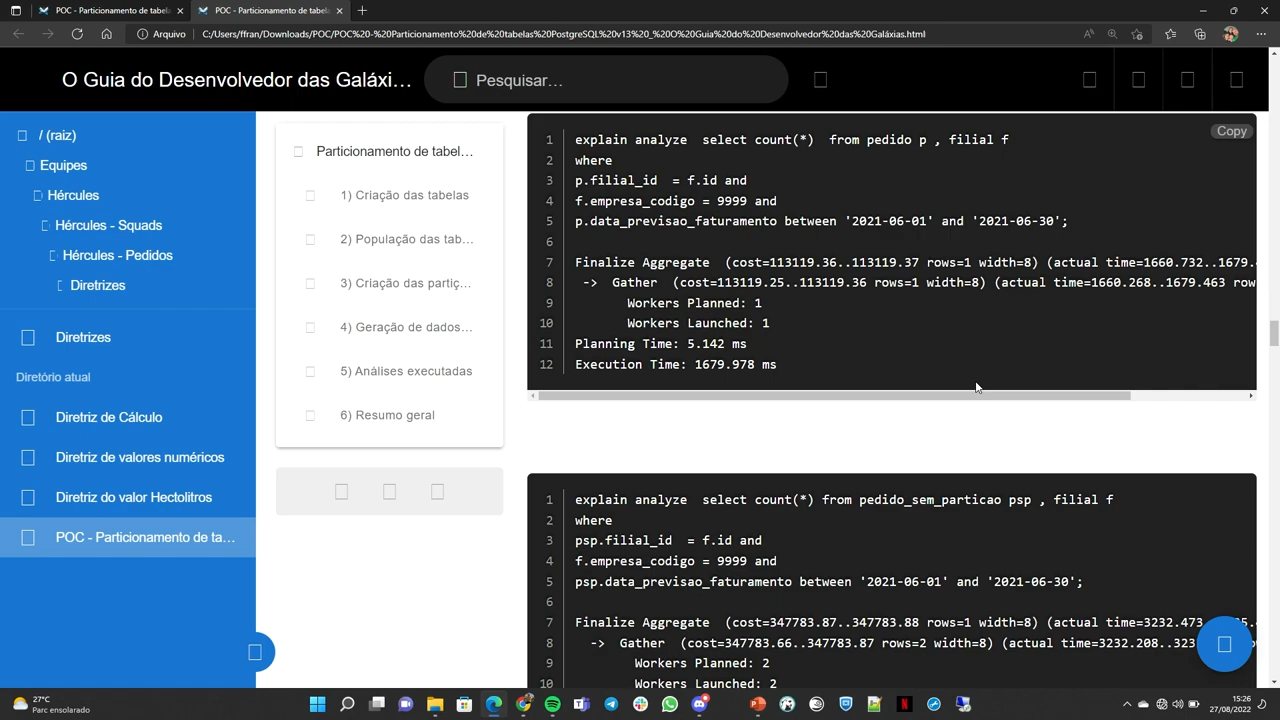 POC - Particionamento de tabela
POC - Particionamento de tabela
Arquivo
C:/Users/ffran/Downloads/POC/POC%20-%20Particionamento%20de%20tabelas%20PostgreSQL%20v13%20_%20O%20Guia%20do%20Desenvolvedor%20das%20Galáxias.html
O Guia do Desenvolvedor das Galáxi...
Pesquisar...
/ (raiz)
Equipes
Hércules
Hércules - Squads
Hércules - Pedidos
Diretrizes
Diretrizes
Diretório atual
Diretriz de Cálculo
Diretriz de valores numéricos
Diretriz do valor Hectolitros
POC - Particionamento de ta...
Particionamento de tabel...
1) Criação das tabelas
2) População das tab...
3) Criação das partiç...
4) Geração de dados...
5) Análises executadas
6) Resumo geral
Copy
1 explain analyze select count(*) from pedido p , filial f
2 where
3 p.filial_id = f.id and
4 f.empresa_codigo = 9999 and
5 p.data_previsao_faturamento between '2021-06-01' and '2021-06-30';
6
7 Finalize Aggregate (cost=113119.36..113119.37 rows=1 width=8) (actual time=1660.732..1679.
8 -> Gather (cost=113119.25..113119.36 rows=1 width=8) (actual time=1660.268..1679.463 row
9 Workers Planned: 1
10 Workers Launched: 1
11 Planning Time: 5.142 ms
12 Execution Time: 1679.978 ms
1 explain analyze select count(*) from pedido_sem_particao psp , filial f
2 where
3 psp.filial_id = f.id and
4 f.empresa_codigo = 9999 and
5 psp.data_previsao_faturamento between '2021-06-01' and '2021-06-30';
6
7 Finalize Aggregate (cost=347783.87..347783.88 rows=1 width=8) (actual time=3232.473
8 -> Gather (cost=347783.66..347783.87 rows=2 width=8) (actual time=3232.208..323
9 Workers Planned: 2
10 Workers Launched: 2
27°C
Parc ensolarado
15:26
27/08/2022